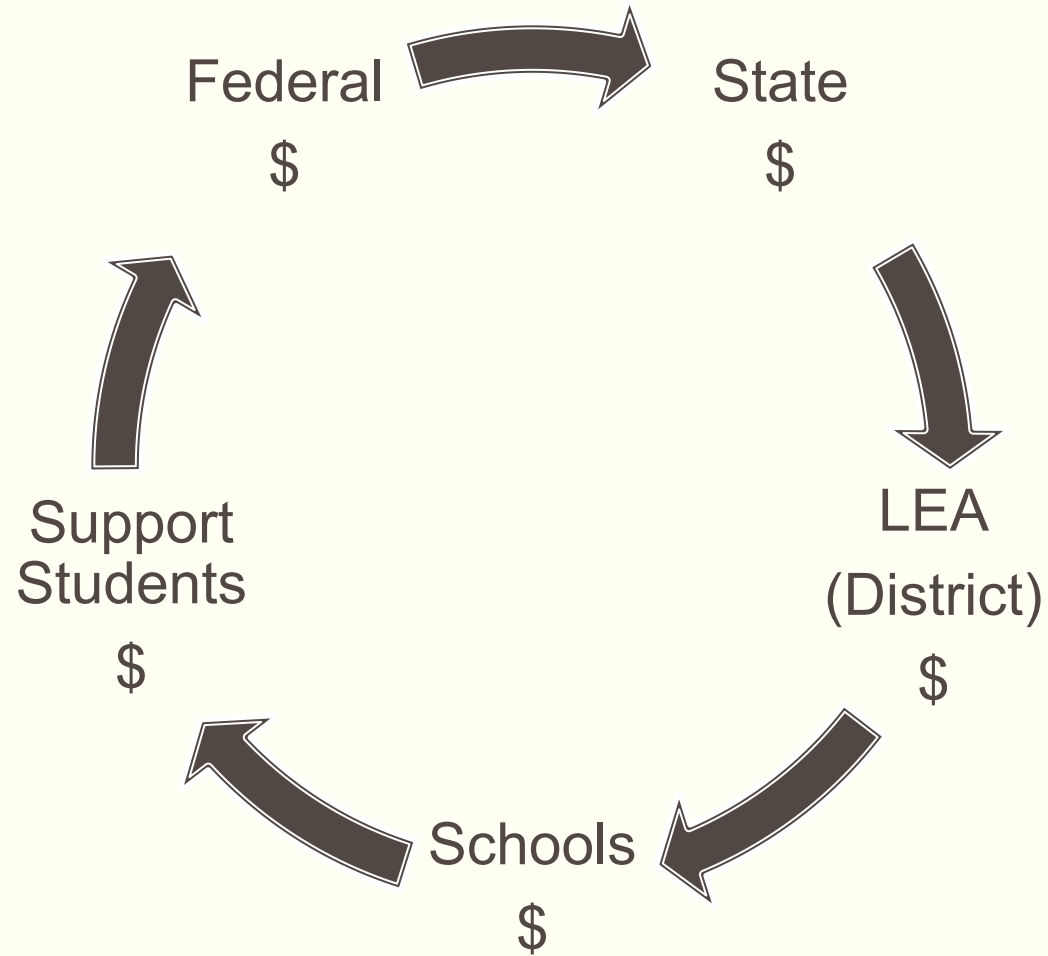 Federal
$
State
$
LEA
(District)
$
Schools
$
Support
Students
$